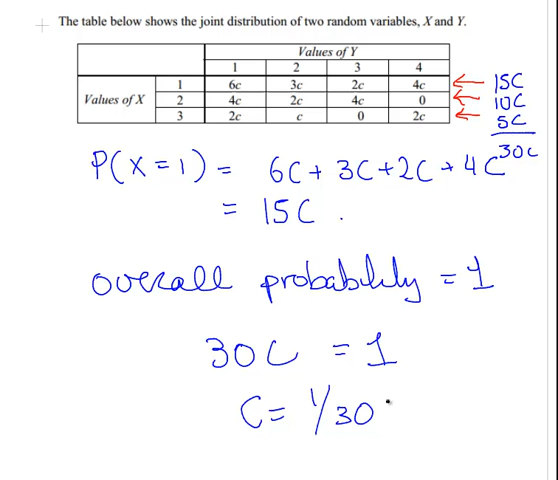 The table below shows the joint distribution of two random variables, X and Y.
Values of Y
1 2 3 4
Values of X 1 6c 3c 2c 4c 15C
2 4c 2c 4c 0 10C
3 2c c 0 2c 5C
30C
P(X=1) = 6C + 3C + 2C + 4C
= 15C .
overall probability = 1
30C = 1
C = 1/30